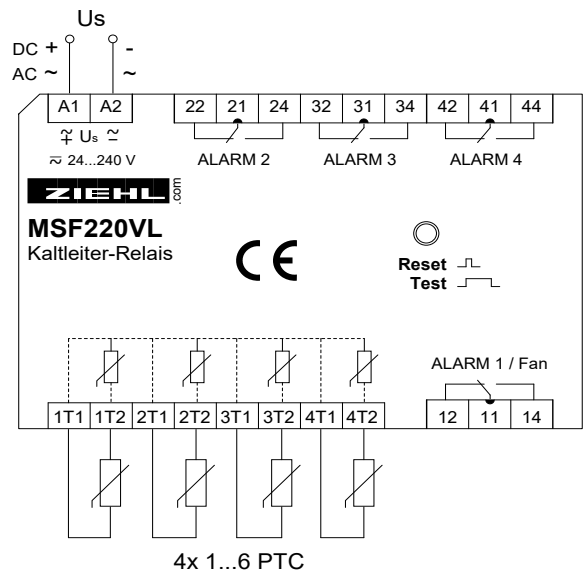 Us
DC + -
AC ~ ~
A1 A2 22 21 24 32 31 34 42 41 44
≂ Us ≂
+ -
≂ 24...240 V
ALARM 2 ALARM 3 ALARM 4
ZIEHL.com
MSF220VL
Kaltleiter-Relais
CE
Reset
Test
ALARM 1 / Fan
1T1 1T2 2T1 2T2 3T1 3T2 4T1 4T2 12 11 14
4x 1...6 PTC